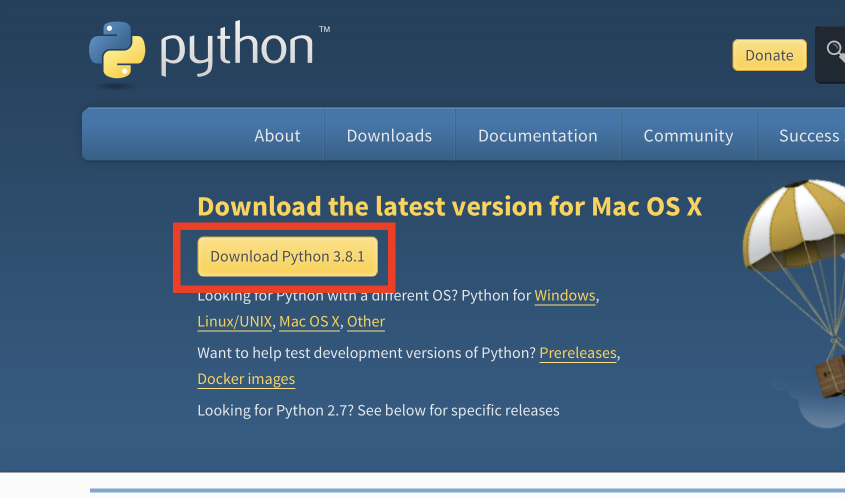 python™
Donate
About Downloads Documentation Community Success
Download the latest version for Mac OS X
Download Python 3.8.1
Looking for Python with a different OS? Python for Windows,
Linux/UNIX, Mac OS X, Other
Want to help test development versions of Python? Prereleases,
Docker images
Looking for Python 2.7? See below for specific releases